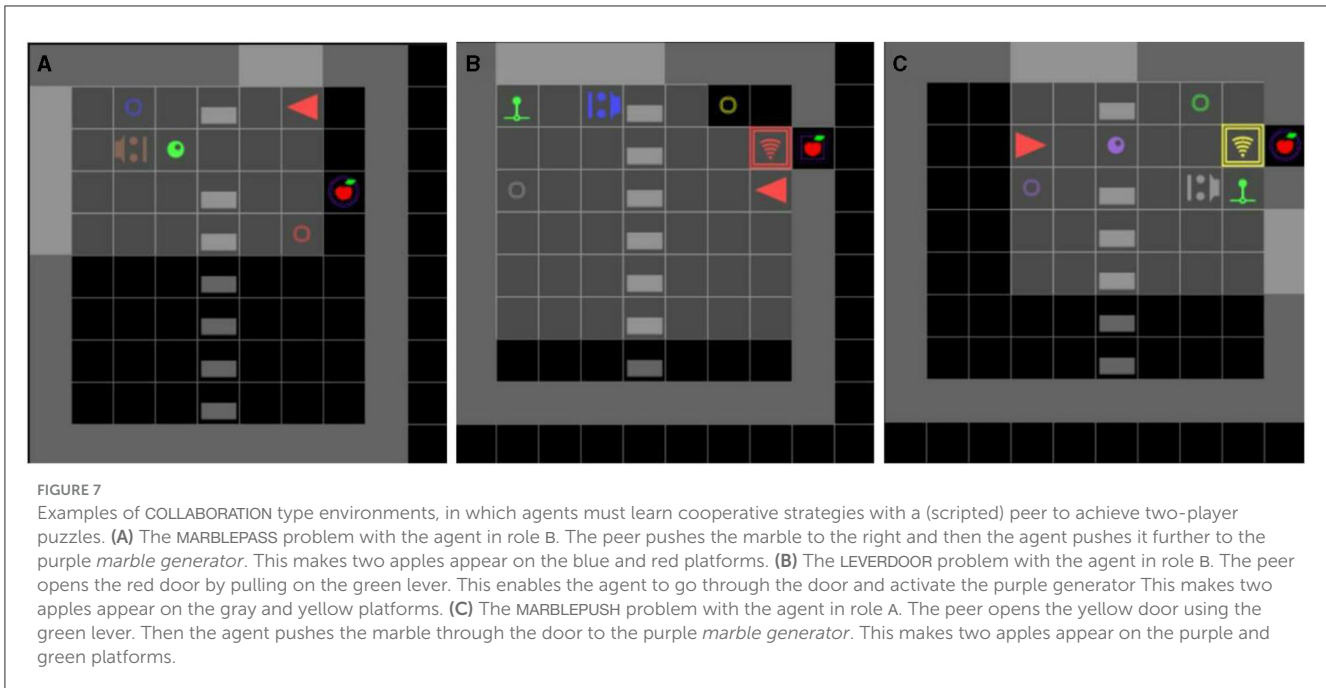 A
B
C
FIGURE 7
Examples of COLLABORATION type environments, in which agents must learn cooperative strategies with a (scripted) peer to achieve two-player
puzzles. (A) The MARBLEPASS problem with the agent in role B. The peer pushes the marble to the right and then the agent pushes it further to the
purple marble generator. This makes two apples appear on the blue and red platforms. (B) The LEVERDOOR problem with the agent in role B. The peer
opens the red door by pulling on the green lever. This enables the agent to go through the door and activate the purple generator This makes two
apples appear on the gray and yellow platforms. (C) The MARBLEPUSH problem with the agent in role A. The peer opens the yellow door using the
green lever. Then the agent pushes the marble through the door to the purple marble generator. This makes two apples appear on the purple and
green platforms.